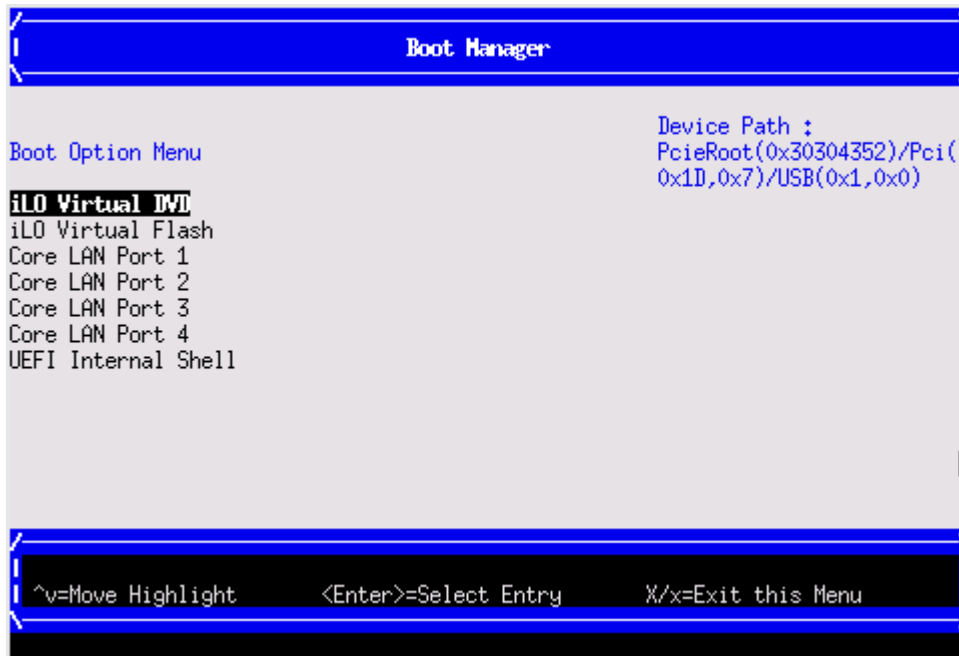 Boot Manager
Device Path :
Boot Option Menu
PcieRoot(0x30304352)/Pci(
0x1D,0x7)/USB(0x1,0x0)
iLO Virtual DVD
iLO Virtual Flash
Core LAN Port 1
Core LAN Port 2
Core LAN Port 3
Core LAN Port 4
UEFI Internal Shell
^v=Move Highlight <Enter>=Select Entry X/x=Exit this Menu